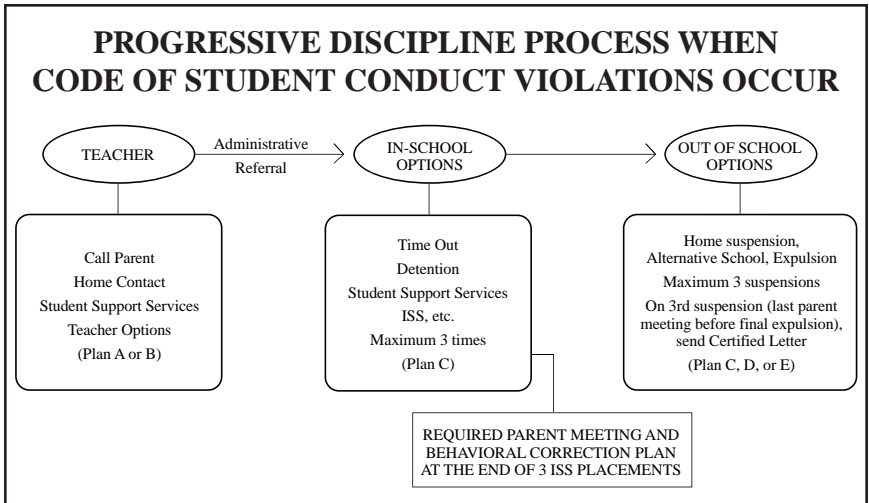 PROGRESSIVE DISCIPLINE PROCESS WHEN
CODE OF STUDENT CONDUCT VIOLATIONS OCCUR
TEACHER
Administrative
Referral
IN-SCHOOL
OPTIONS
OUT OF SCHOOL
OPTIONS
Call Parent
Home Contact
Student Support Services
Teacher Options
(Plan A or B)
Time Out
Detention
Student Support Services
ISS, etc.
Maximum 3 times
(Plan C)
Home suspension,
Alternative School, Expulsion
Maximum 3 suspensions
On 3rd suspension (last parent
meeting before final expulsion),
send Certified Letter
(Plan C, D, or E)
REQUIRED PARENT MEETING AND
BEHAVIORAL CORRECTION PLAN
AT THE END OF 3 ISS PLACEMENTS